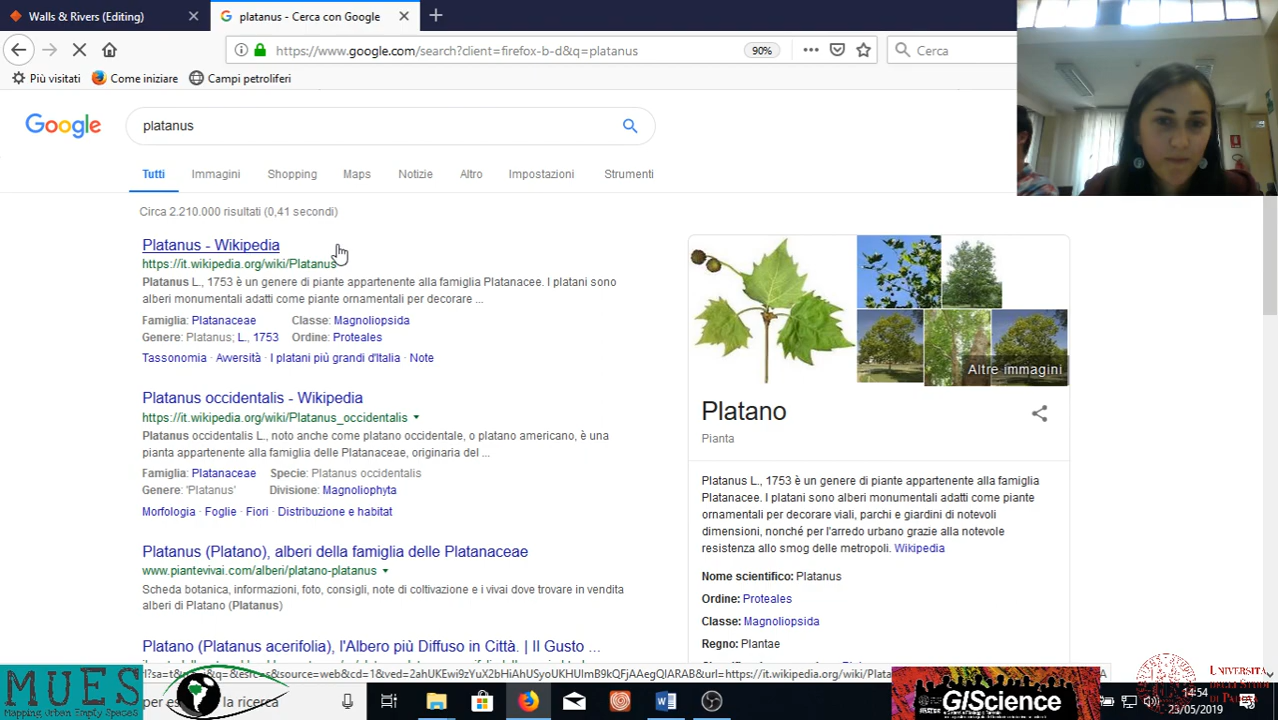 Walls & Rivers (Editing)
platanus - Cerca con Google
https://www.google.com/search?client=firefox-b-d&q=platanus
90%
Cerca
Più visitati
Come iniziare
Campi petroliferi
Google
platanus
Tutti
Immagini
Shopping
Maps
Notizie
Altro
Impostazioni
Strumenti
Circa 2.210.000 risultati (0,41 secondi)
Platanus - Wikipedia
https://it.wikipedia.org/wiki/Platanus
Platanus L., 1753 è un genere di piante appartenente alla famiglia Platanacee. I platani sono
alberi monumentali adatti come piante ornamentali per decorare ...
Famiglia: Platanaceae Classe: Magnoliopsida
Genere: Platanus; L., 1753 Ordine: Proteales
Tassonomia · Avversità · I platani più grandi d'Italia · Note
Platanus occidentalis - Wikipedia
https://it.wikipedia.org/wiki/Platanus_occidentalis
Platanus occidentalis L., noto anche come platano occidentale, o platano americano, è una
pianta appartenente alla famiglia delle Platanaceae, originaria del ...
Famiglia: Platanaceae Specie: Platanus occidentalis
Genere: 'Platanus' Divisione: Magnoliophyta
Morfologia · Foglie · Fiori · Distribuzione e habitat
Platanus (Platano), alberi della famiglia delle Platanaceae
www.piantevivai.com/alberi/platano-platanus
Scheda botanica, informazioni, foto, consigli, note di coltivazione e i vivai dove trovare in vendita
alberi di Platano (Platanus)
Platano (Platanus acerifolia), l'Albero più Diffuso in Città. | Il Gusto ...
Altre immagini
Platano
Pianta
Platanus L., 1753 è un genere di piante appartenente alla famiglia
Platanacee. I platani sono alberi monumentali adatti come piante
ornamentali per decorare viali, parchi e giardini di notevoli
dimensioni, nonché per l'arredo urbano grazie alla notevole
resistenza allo smog delle metropoli. Wikipedia
Nome scientifico: Platanus
Ordine: Proteales
Classe: Magnoliopsida
Regno: Plantae
MUES
Mapping Urban Empty Spaces
per es la ricerca
GIScience
UNIVERSITÀ
14:54
23/05/2019